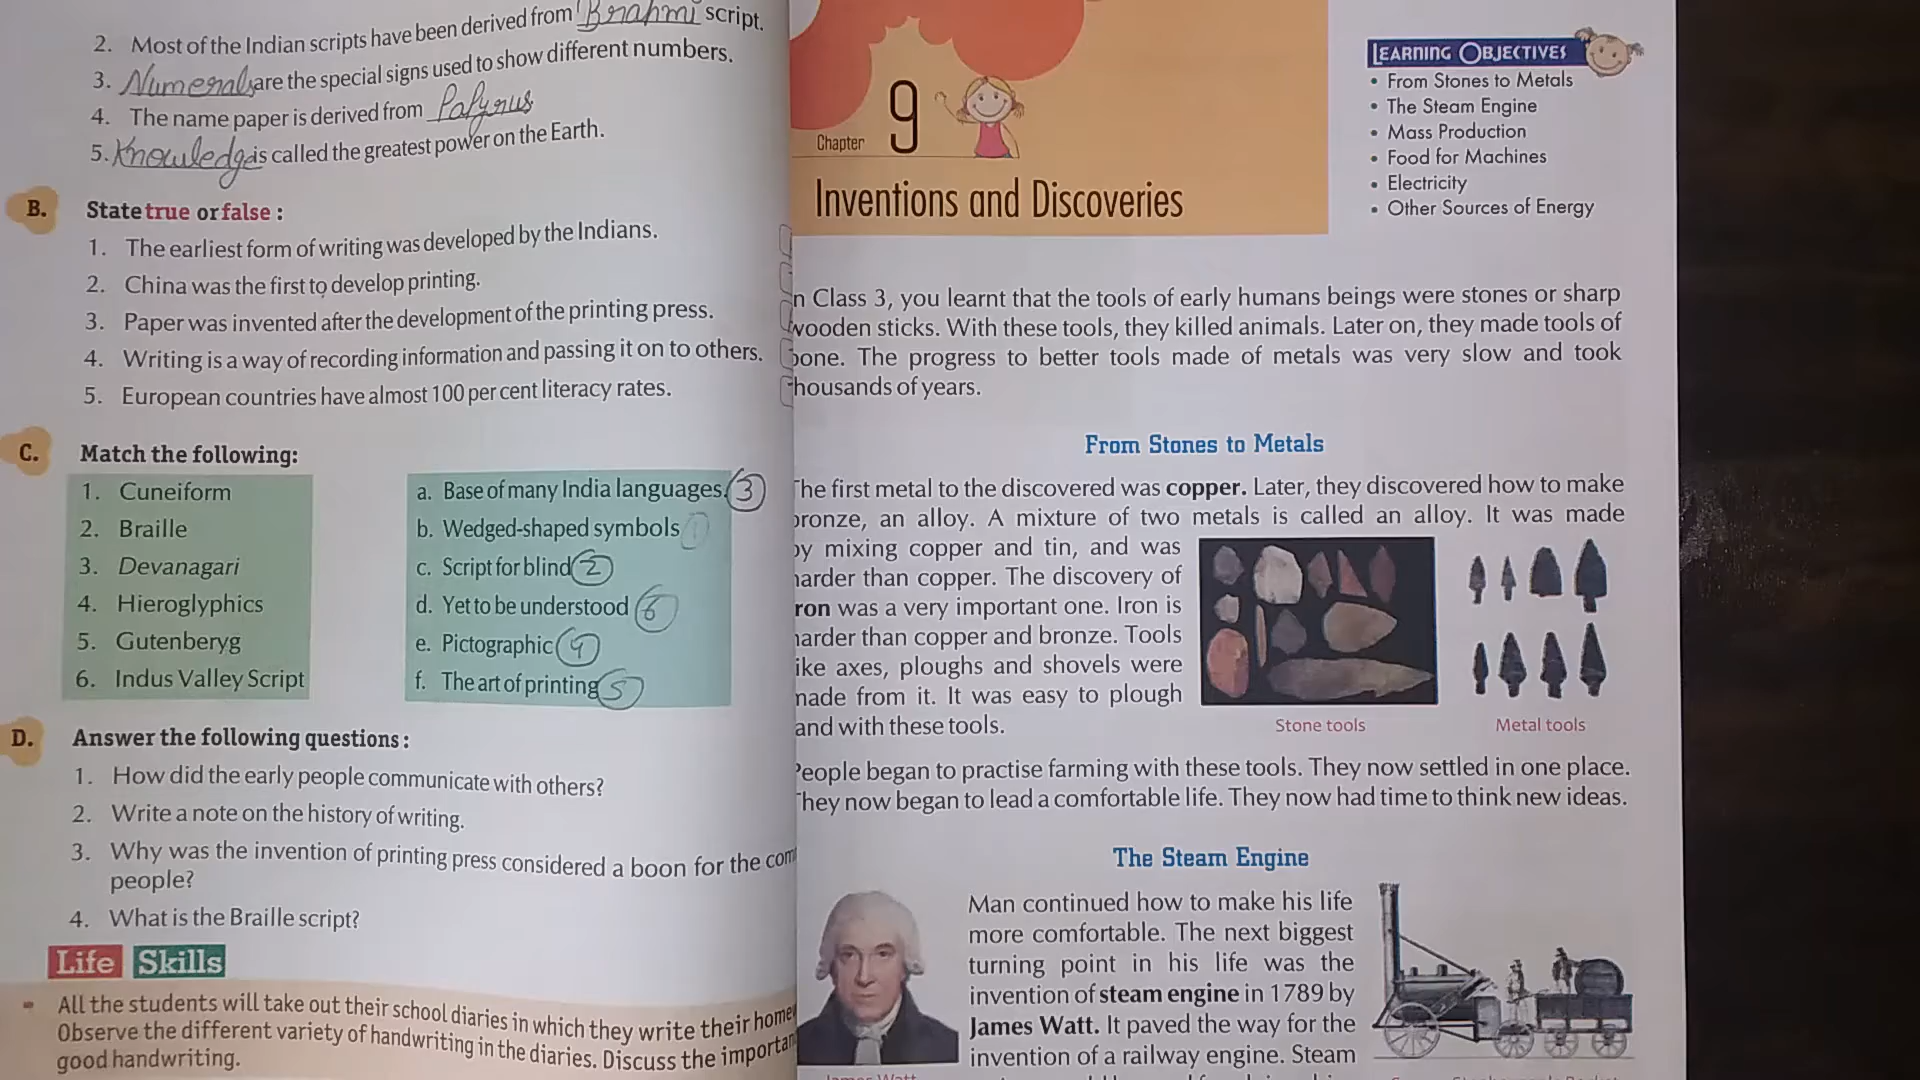 2. Most of the Indian scripts have been derived from Brahmi script.
3. Numerals are the special signs used to show different numbers.
4. The name paper is derived from Papyrus
5. Knowledge is called the greatest power on the Earth.
B. State true or false :
1. The earliest form of writing was developed by the Indians.
2. China was the first to develop printing.
3. Paper was invented after the development of the printing press.
4. Writing is a way of recording information and passing it on to others.
5. European countries have almost 100 per cent literacy rates.
C. Match the following:
1. Cuneiform
2. Braille
3. Devanagari
4. Hieroglyphics
5. Gutenberyg
6. Indus Valley Script
a. Base of many India languages. 3
b. Wedged-shaped symbols 1
c. Script for blind 2
d. Yet to be understood 6
e. Pictographic 4
f. The art of printing 5
D. Answer the following questions :
1. How did the early people communicate with others?
2. Write a note on the history of writing.
3. Why was the invention of printing press considered a boon for the com
people?
4. What is the Braille script?
Life Skills
All the students will take out their school diaries in which they write their home
Observe the different variety of handwriting in the diaries. Discuss the importan
good handwriting.
Chapter 9
Inventions and Discoveries
LEARNING OBJECTIVES
• From Stones to Metals
• The Steam Engine
• Mass Production
• Food for Machines
• Electricity
• Other Sources of Energy
n Class 3, you learnt that the tools of early humans beings were stones or sharp
wooden sticks. With these tools, they killed animals. Later on, they made tools of
bone. The progress to better tools made of metals was very slow and took
thousands of years.
From Stones to Metals
The first metal to the discovered was copper. Later, they discovered how to make
bronze, an alloy. A mixture of two metals is called an alloy. It was made
by mixing copper and tin, and was
harder than copper. The discovery of
iron was a very important one. Iron is
harder than copper and bronze. Tools
like axes, ploughs and shovels were
made from it. It was easy to plough
and with these tools.
Stone tools
Metal tools
People began to practise farming with these tools. They now settled in one place.
They now began to lead a comfortable life. They now had time to think new ideas.
The Steam Engine
Man continued how to make his life
more comfortable. The next biggest
turning point in his life was the
invention of steam engine in 1789 by
James Watt. It paved the way for the
invention of a railway engine. Steam
James Watt